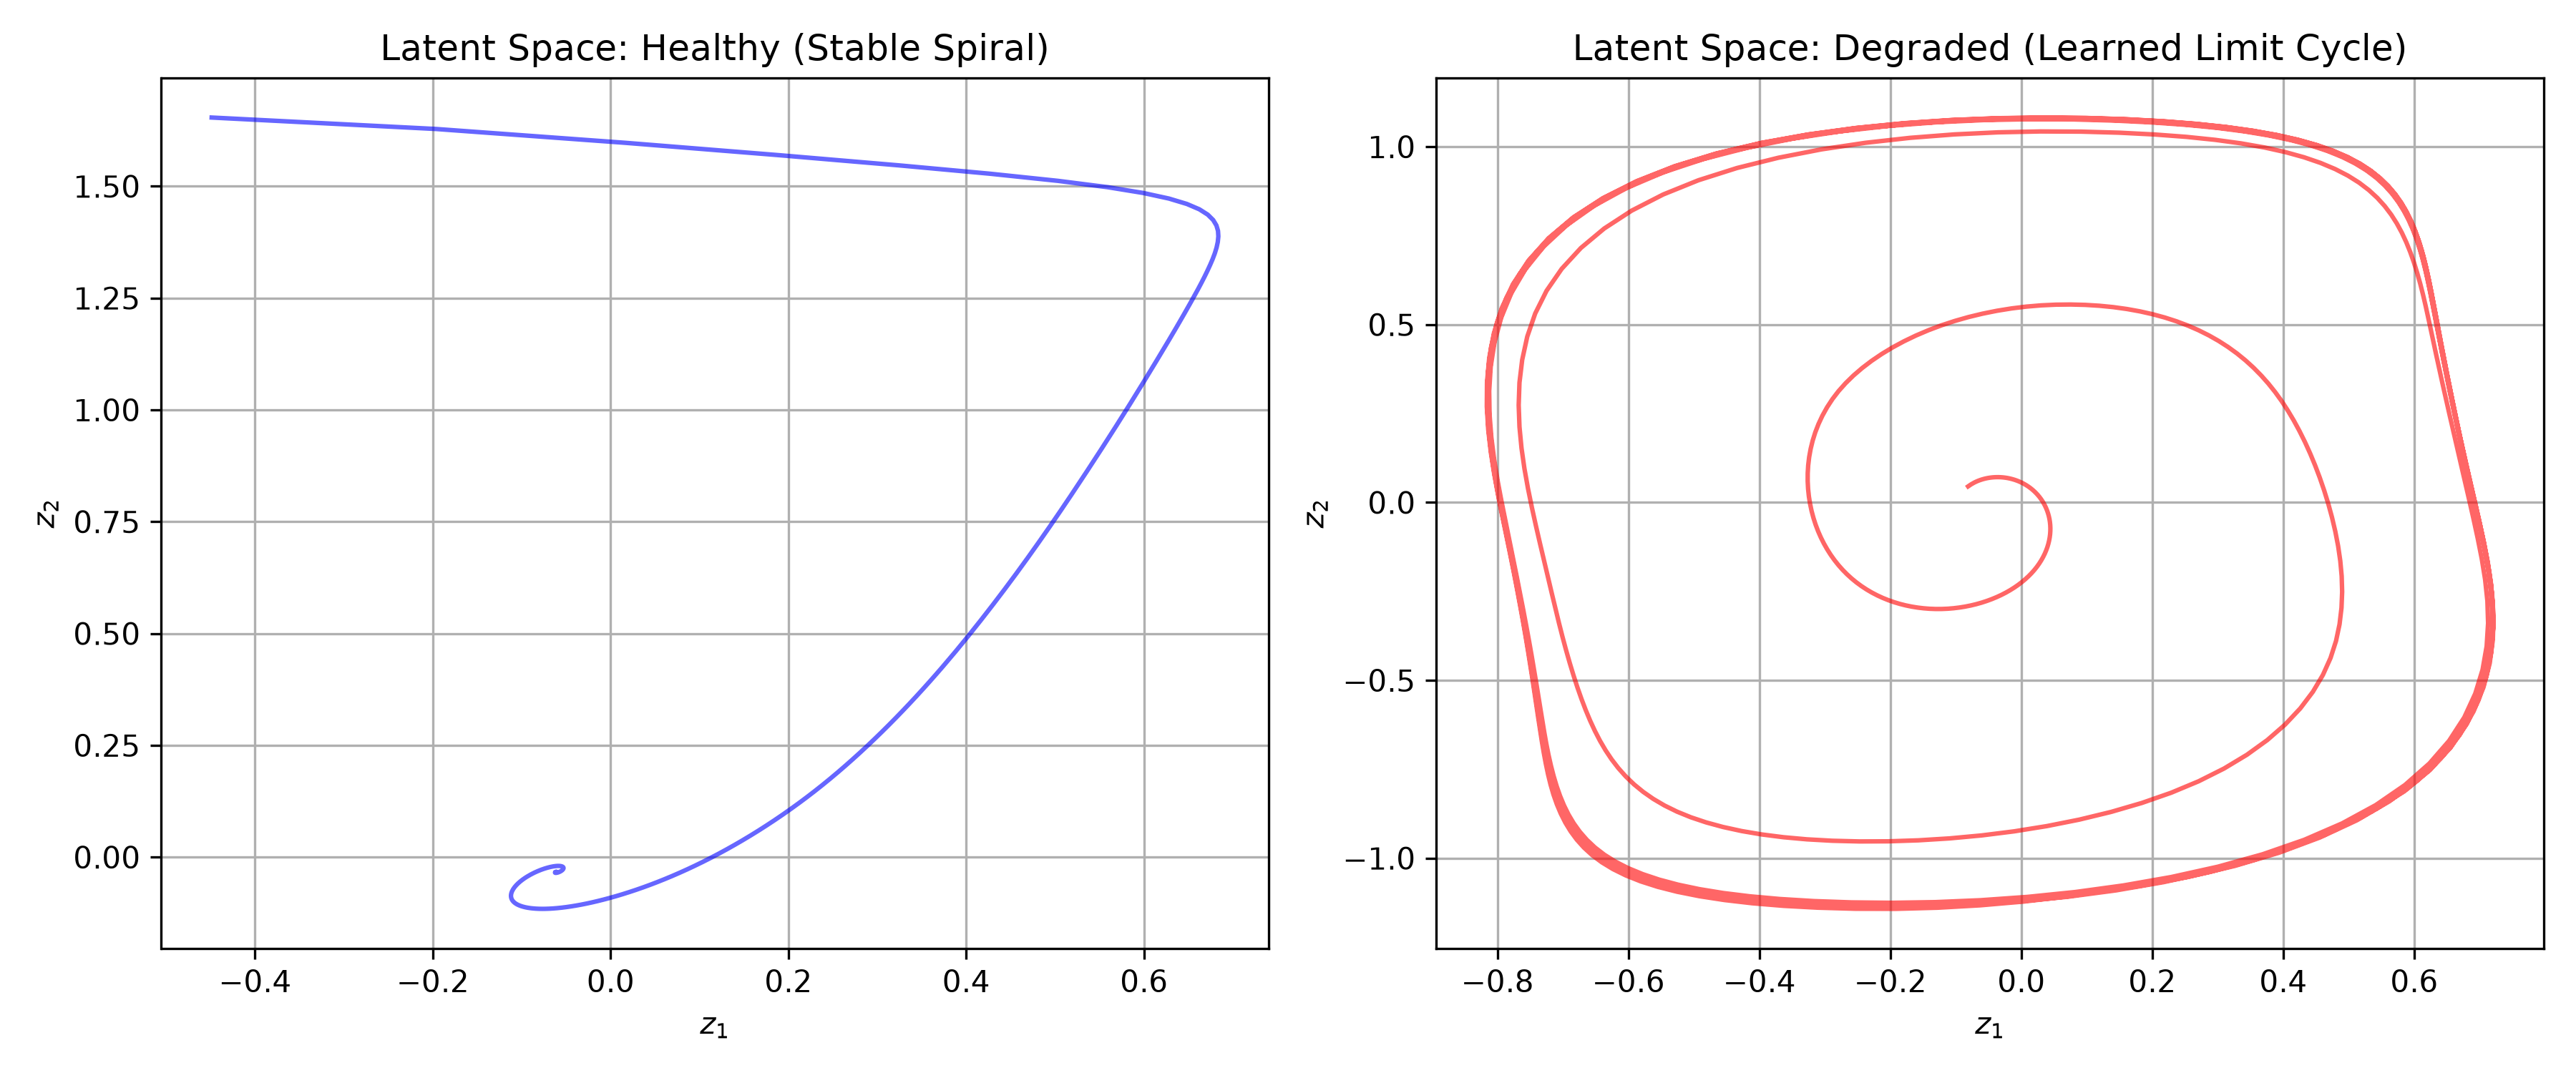 Latent Space: Healthy (Stable Spiral)
1.50
1.25
1.00
0.75
0.50
0.25
0.00
z₂
−0.4 −0.2 0.0 0.2 0.4 0.6
z₁
Latent Space: Degraded (Learned Limit Cycle)
1.0
0.5
0.0
−0.5
−1.0
z₂
−0.8 −0.6 −0.4 −0.2 0.0 0.2 0.4 0.6
z₁